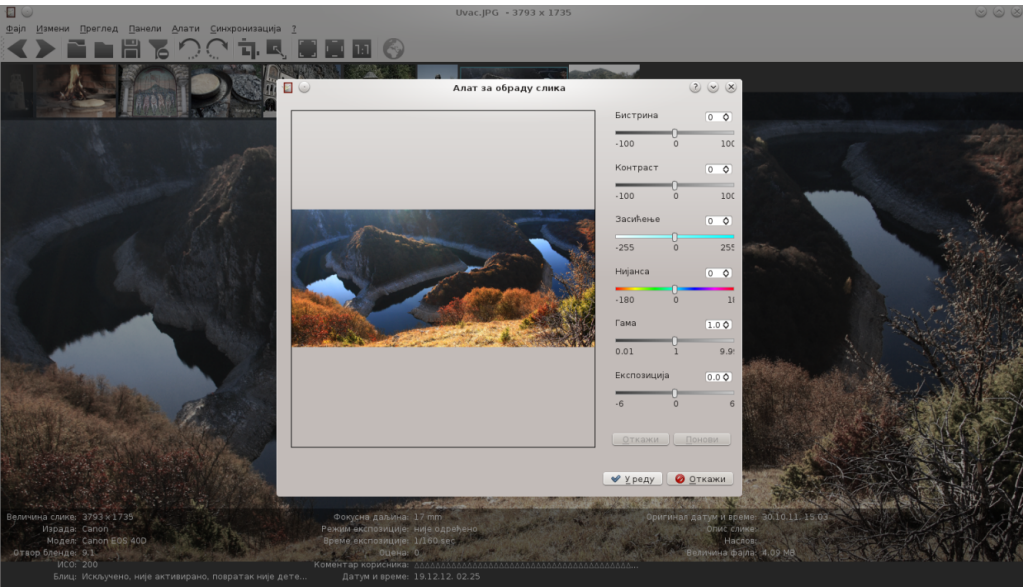 Uvac.JPG - 3793 x 1735
Фајл Измени Преглед Панели Алати Синхронизација ?
1:1
Алат за обраду слика
Бистрина 0
-100 0 100
Контраст 0
-100 0 100
Засићење 0
-255 0 255
Нијанса 0
-180 0 18
Гама 1.0
0.01 1 9.99
Експозиција 0.0
-6 0 6
Откажи Понови
У реду Откажи
Величина слике: 3793 x 1735 Фокусна даљина: 17 mm Оригинал датум и време: 30.10.11. 15.03
Израда: Canon Режим експозиције: није одређено Опис слике:
Модел: Canon EOS 40D Време експозиције: 1/160 sec Наслов:
Отвор бленде: 9.1 Оцена: 0 Величина фајла: 4.09 MB
ИСО: 200 Коментар корисника:
Блиц: Искључено, није активирано, повратак није дете... Датум и време: 19.12.12. 02.25